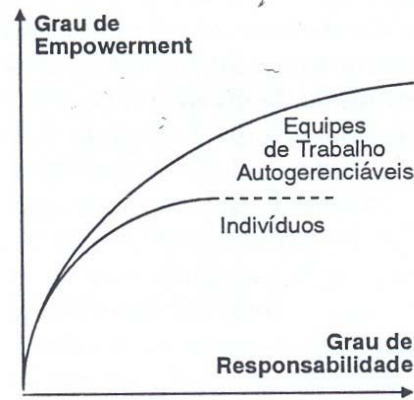 Grau de
Empowerment
Equipes
de Trabalho
Autogerenciáveis
Indivíduos
Grau de
Responsabilidade